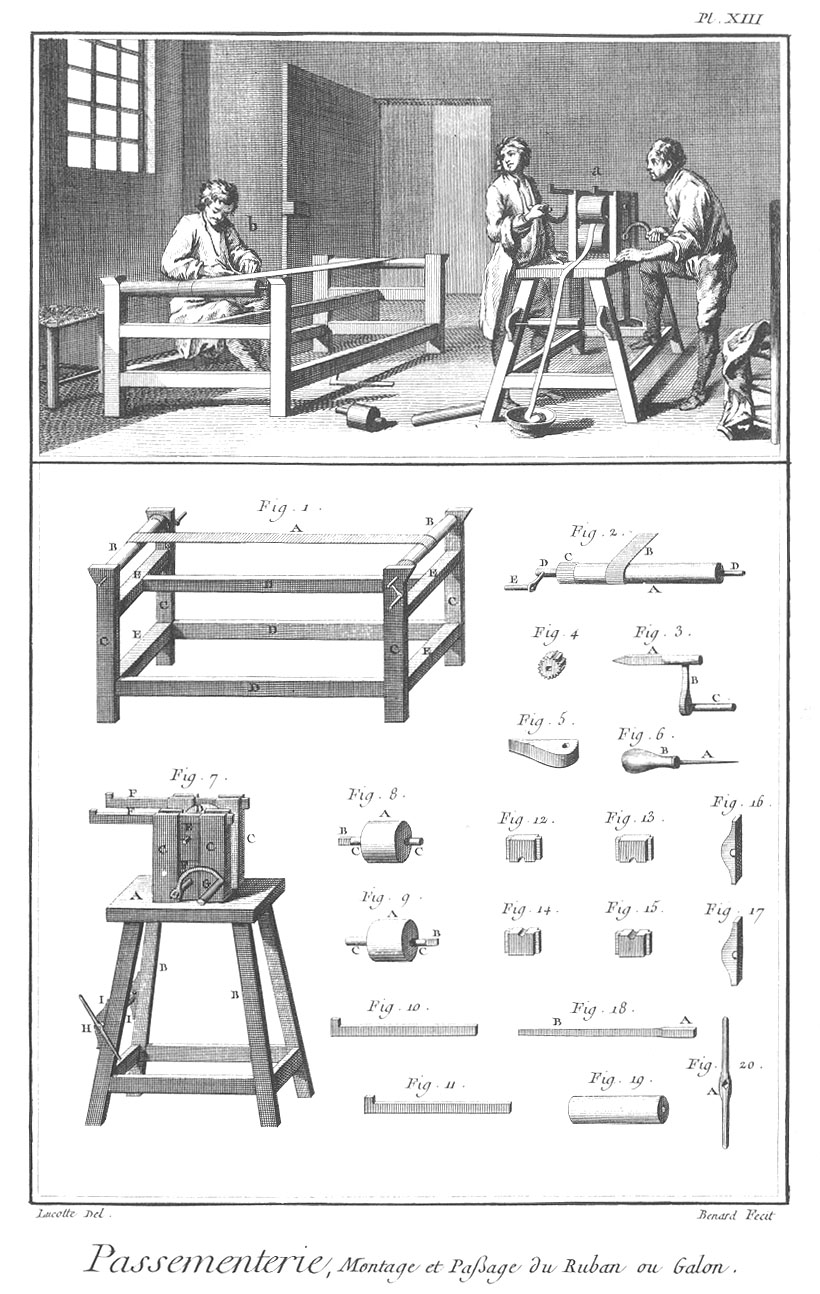 Pl. XIII
a
b
Fig. 1.
A
B
B
E
E
H
C
C
E
D
C
C
E
D
Fig. 2.
B
C
D
D
E
A
Fig. 4
Fig. 3.
A
B
C
Fig. 5.
Fig. 6.
B
A
Fig. 7.
F
F
D
E
C
C
C
G
A
B
B
I
I
H
Fig. 8.
A
B
C
C
Fig. 9.
A
B
C
C
Fig. 12.
Fig. 13.
Fig. 16.
Fig. 14.
Fig. 15.
Fig. 17
Fig. 10.
Fig. 18.
B
A
Fig. 11.
Fig. 19.
Fig. 20.
A
Lucotte Del.
Benard Fecit
Passementerie, Montage et Paſsage du Ruban ou Galon.